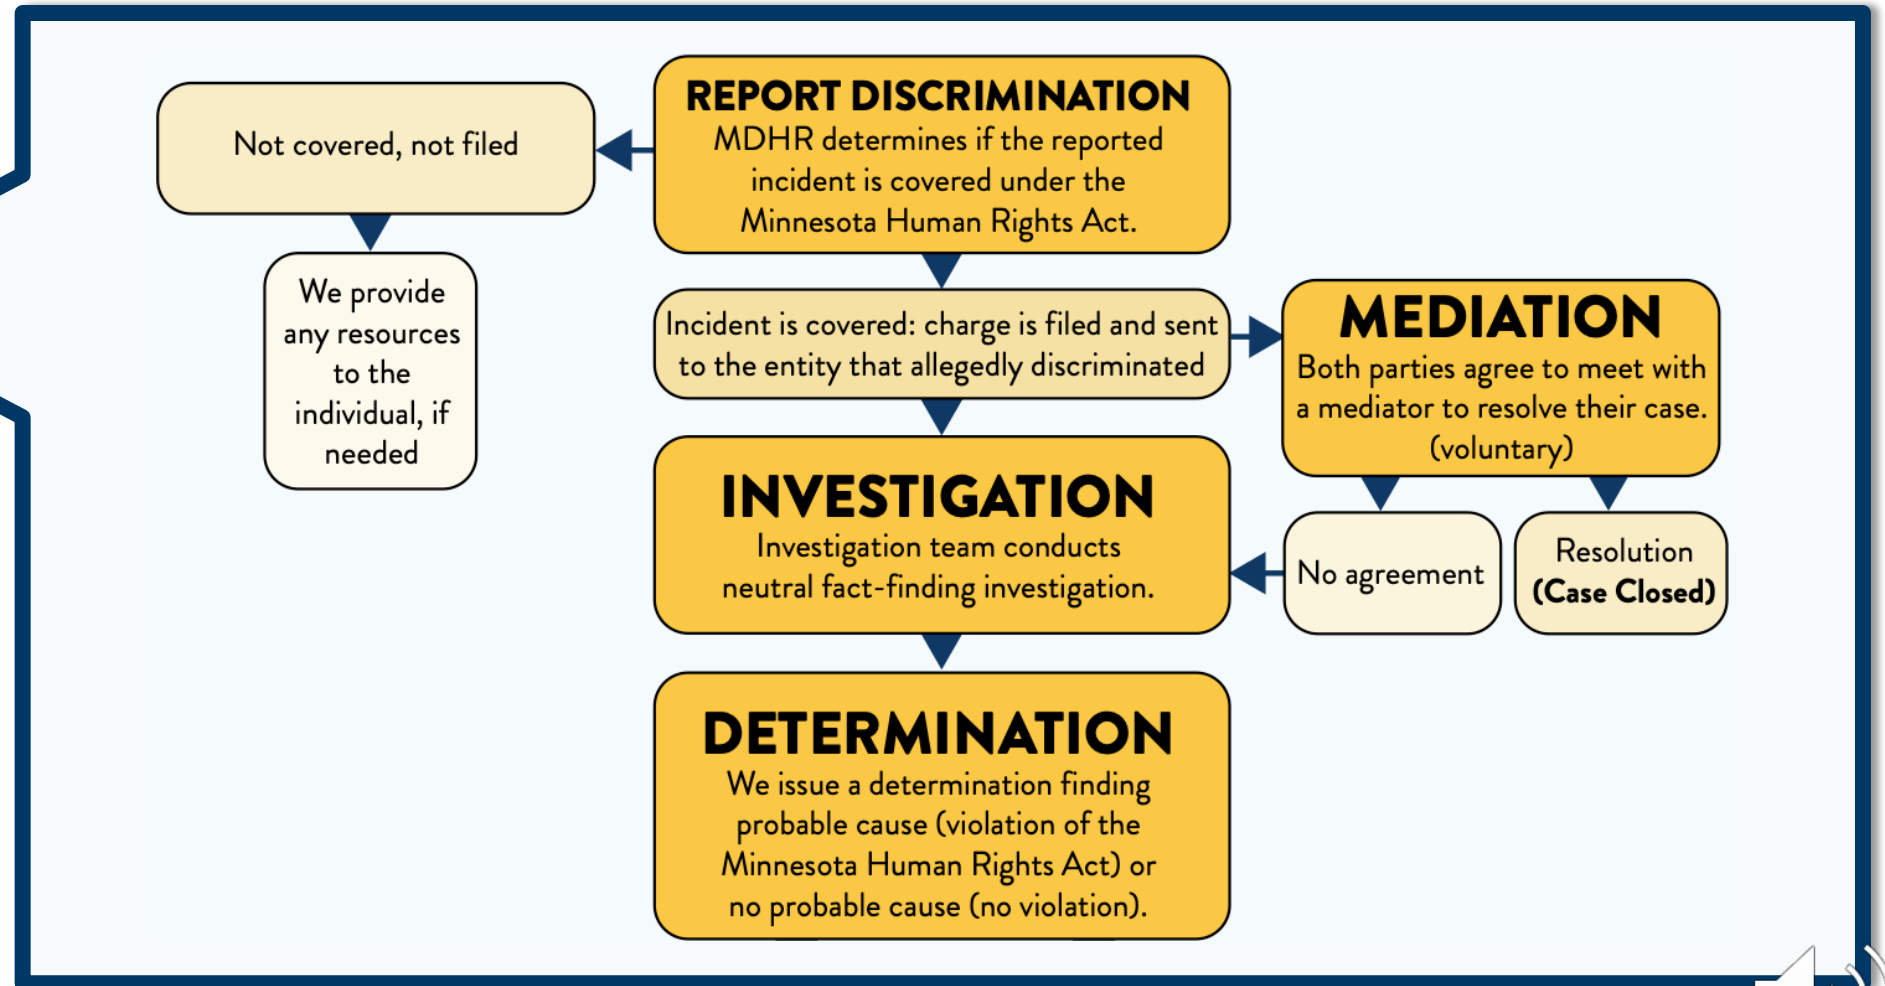 REPORT DISCRIMINATION
MDHR determines if the reported
incident is covered under the
Minnesota Human Rights Act.
Not covered, not filed
We provide
any resources
to the
individual, if
needed
Incident is covered: charge is filed and sent
to the entity that allegedly discriminated
MEDIATION
Both parties agree to meet with
a mediator to resolve their case.
(voluntary)
No agreement
Resolution
(Case Closed)
INVESTIGATION
Investigation team conducts
neutral fact-finding investigation.
DETERMINATION
We issue a determination finding
probable cause (violation of the
Minnesota Human Rights Act) or
no probable cause (no violation).